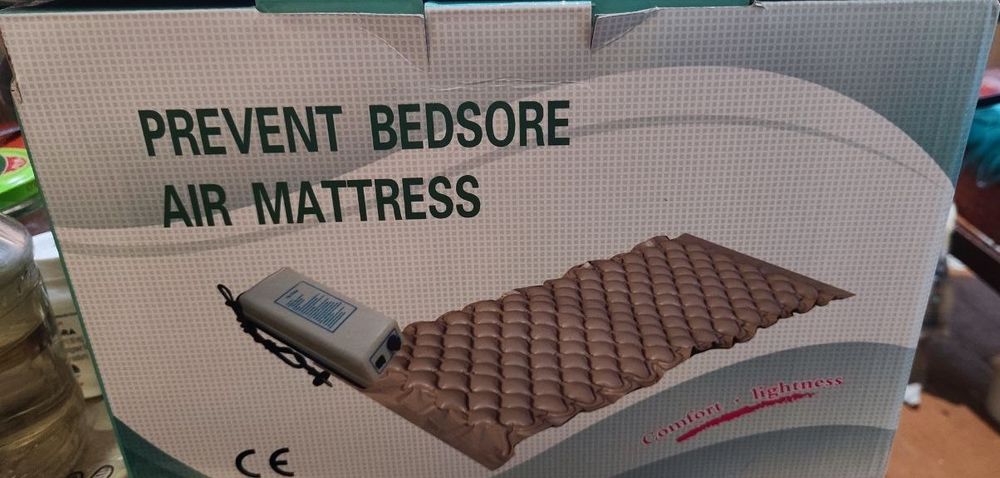 PREVENT BEDSORE
AIR MATTRESS
Comfort · lightness
CE